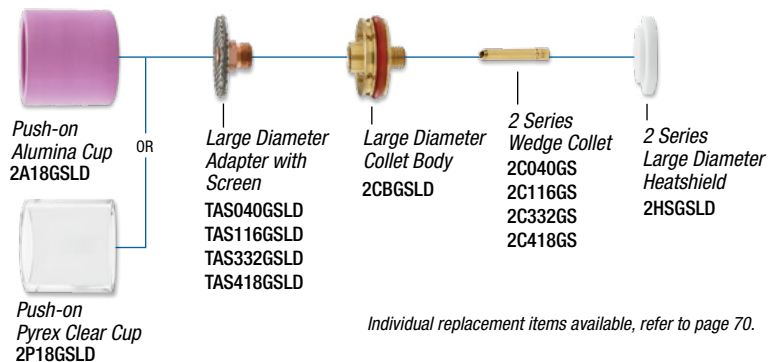 Push-on
Alumina Cup
2A18GSLD
OR
Push-on
Pyrex Clear Cup
2P18GSLD
Large Diameter
Adapter with
Screen
TAS040GSLD
TAS116GSLD
TAS332GSLD
TAS418GSLD
Large Diameter
Collet Body
2CBGSLD
2 Series
Wedge Collet
2C040GS
2C116GS
2C332GS
2C418GS
2 Series
Large Diameter
Heatshield
2HSGSLD
Individual replacement items available, refer to page 70.